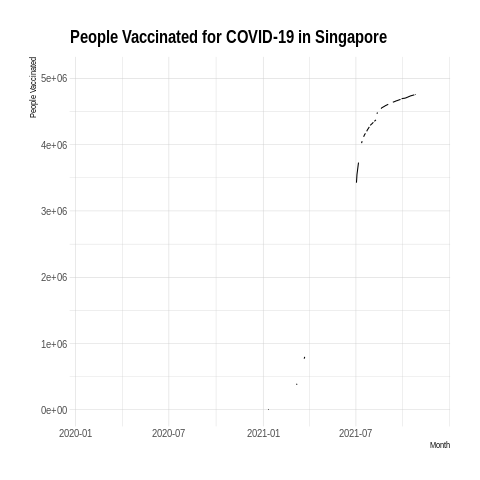 People Vaccinated for COVID-19 in Singapore
People Vaccinated
5e+06
4e+06
3e+06
2e+06
1e+06
0e+00
2020-01 2020-07 2021-01 2021-07
Month